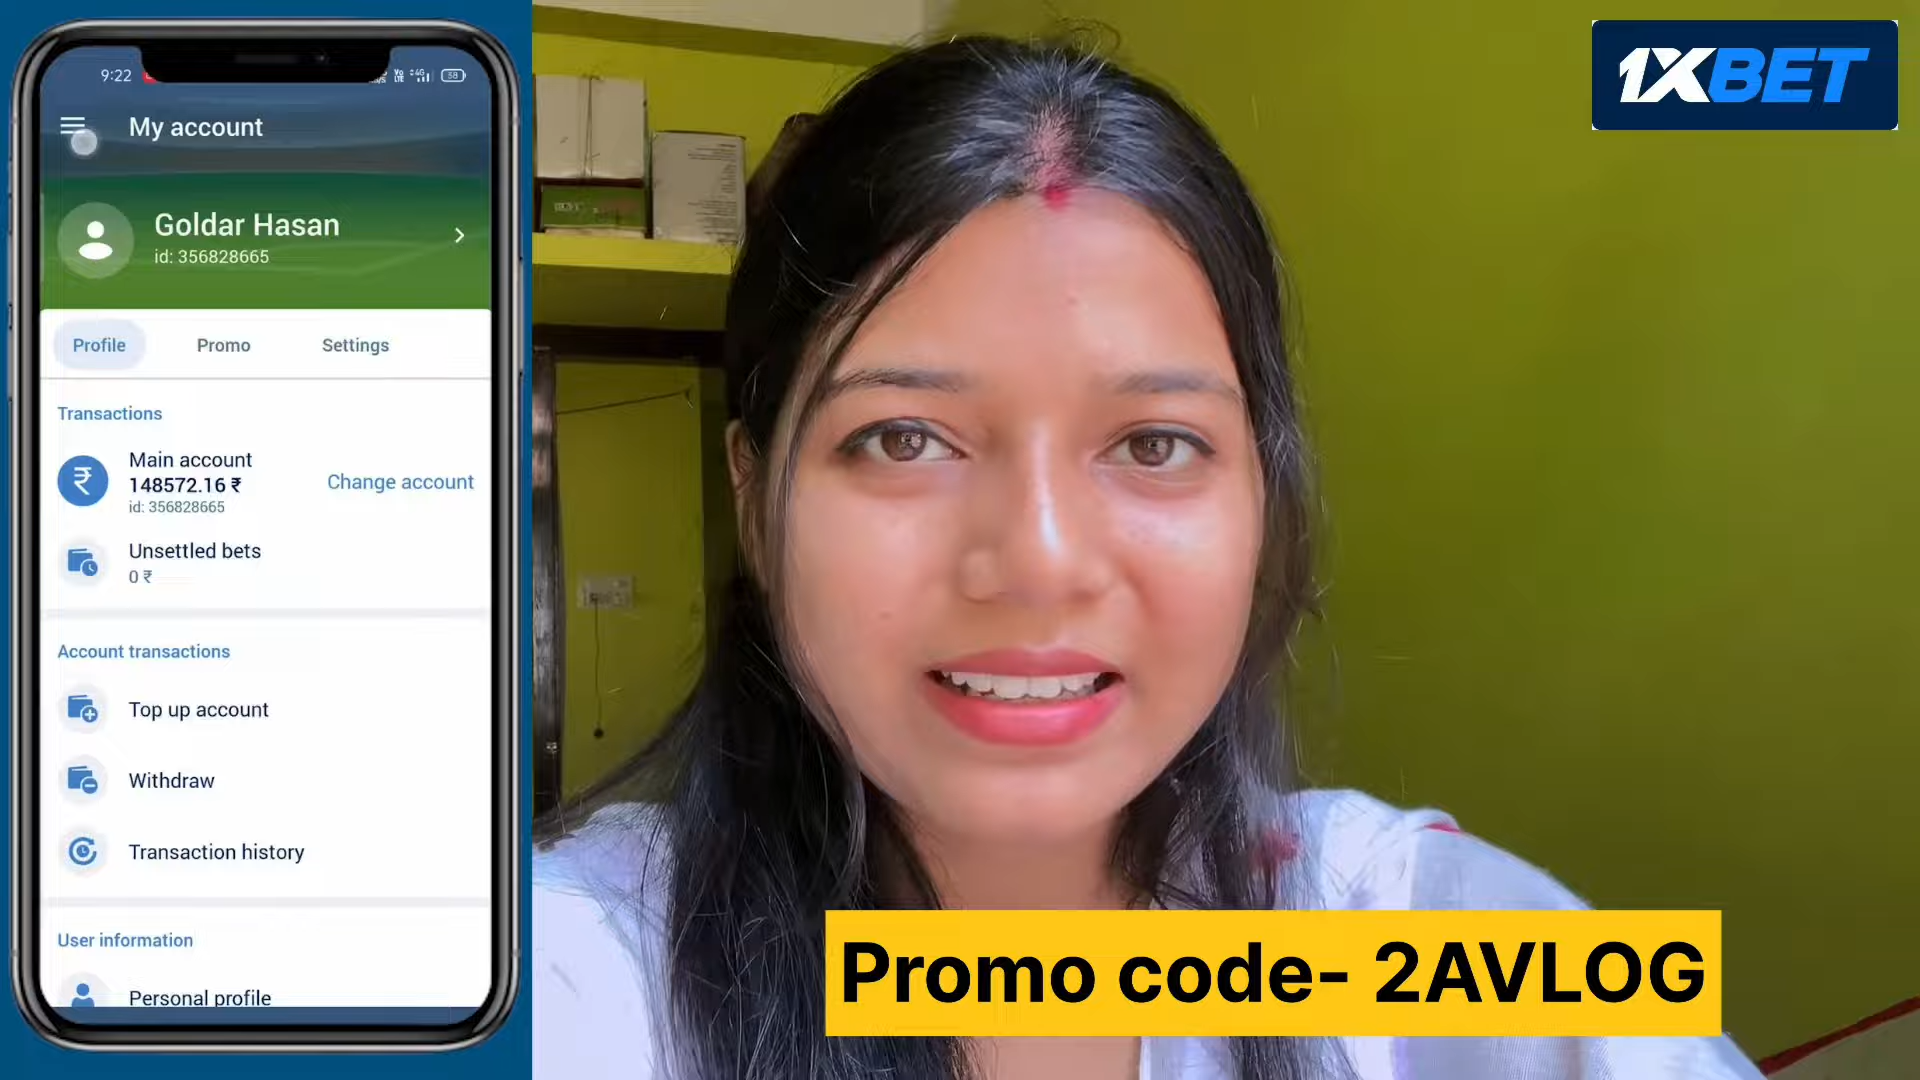 9:22
58
My account
Goldar Hasan
id: 356828665
Profile
Promo
Settings
Transactions
Main account
148572.16 ₹
id: 356828665
Change account
Unsettled bets
0 ₹
Account transactions
Top up account
Withdraw
Transaction history
User information
Personal profile
1XBET
Promo code- 2AVLOG